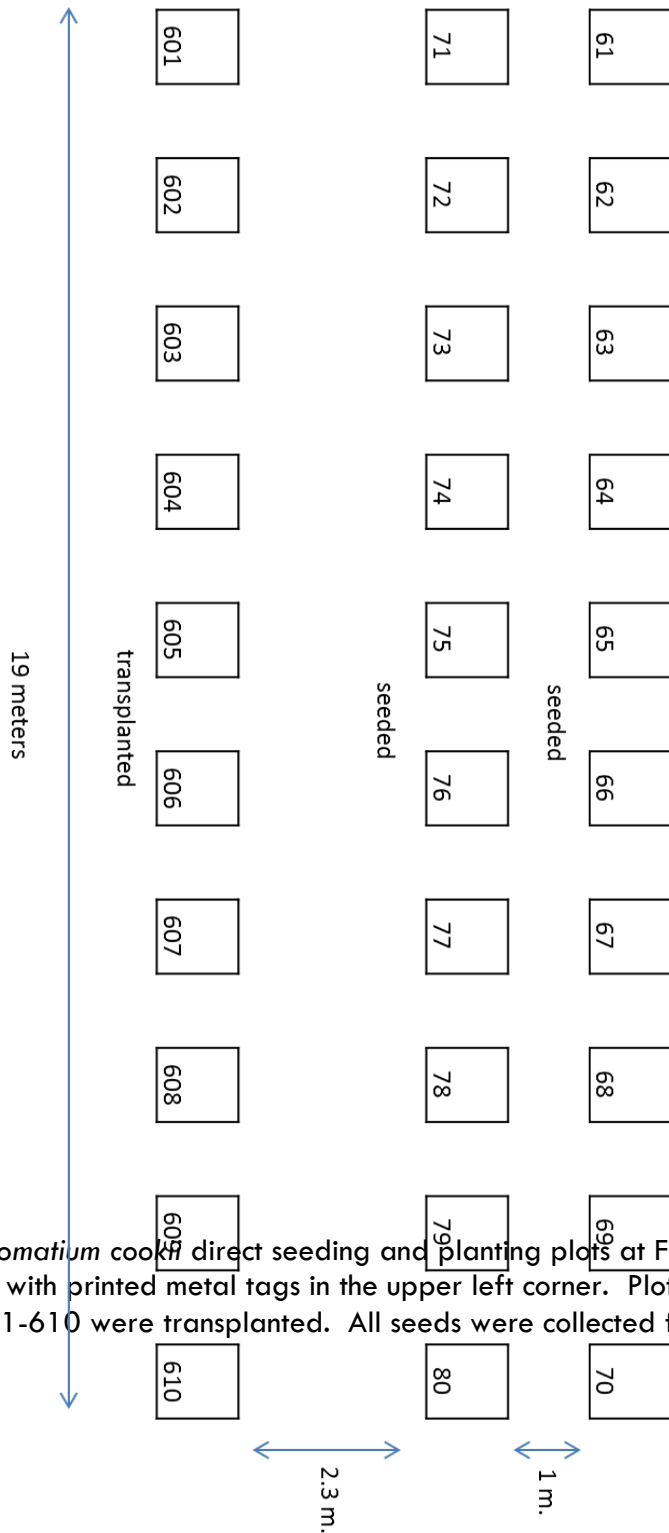 61 62 63 64 65 66 67 68 69 70
seeded
1 m.
71 72 73 74 75 76 77 78 79 80
seeded
2.3 m.
601 602 603 604 605 606 607 608 609 610
transplanted
19 meters
omatium cookii direct seeding and planting plots at F
with printed metal tags in the upper left corner. Plot
1-610 were transplanted. All seeds were collected f